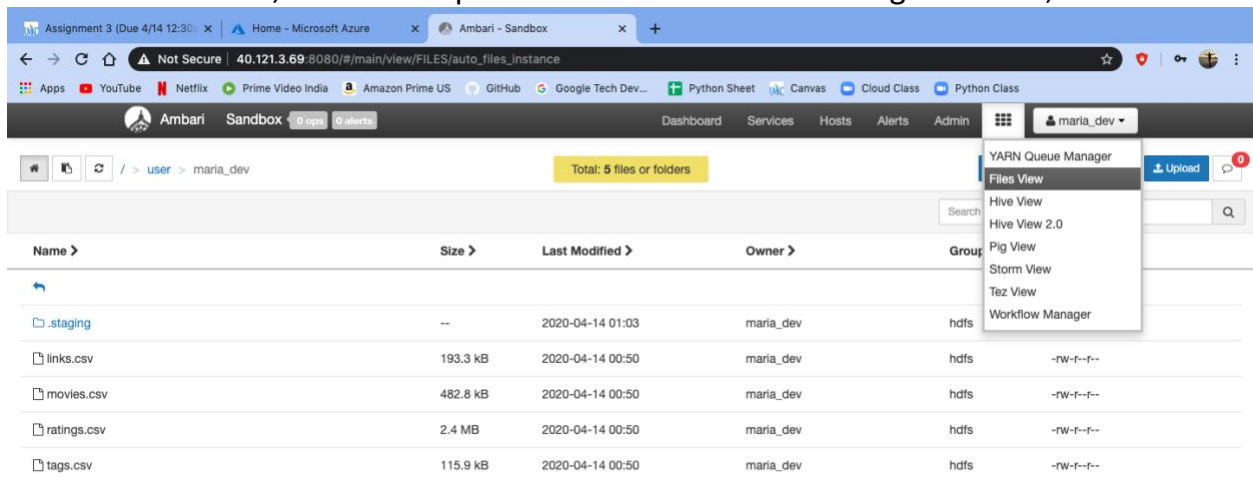 Assignment 3 (Due 4/14 12:30 Home - Microsoft Azure Ambari - Sandbox
Not Secure 40.121.3.69:8080/#/main/view/FILES/auto_files_instance
Apps YouTube Netflix Prime Video India Amazon Prime US GitHub Google Tech Dev... Python Sheet Canvas Cloud Class Python Class
Ambari Sandbox 0 ops 0 alerts Dashboard Services Hosts Alerts Admin maria_dev
/ > user > maria_dev Total: 5 files or folders Upload 0
YARN Queue Manager
Files View
Hive View
Hive View 2.0
Pig View
Storm View
Tez View
Workflow Manager
Search
Name > Size > Last Modified > Owner > Group
.staging -- 2020-04-14 01:03 maria_dev hdfs
links.csv 193.3 kB 2020-04-14 00:50 maria_dev hdfs -rw-r--r--
movies.csv 482.8 kB 2020-04-14 00:50 maria_dev hdfs -rw-r--r--
ratings.csv 2.4 MB 2020-04-14 00:50 maria_dev hdfs -rw-r--r--
tags.csv 115.9 kB 2020-04-14 00:50 maria_dev hdfs -rw-r--r--